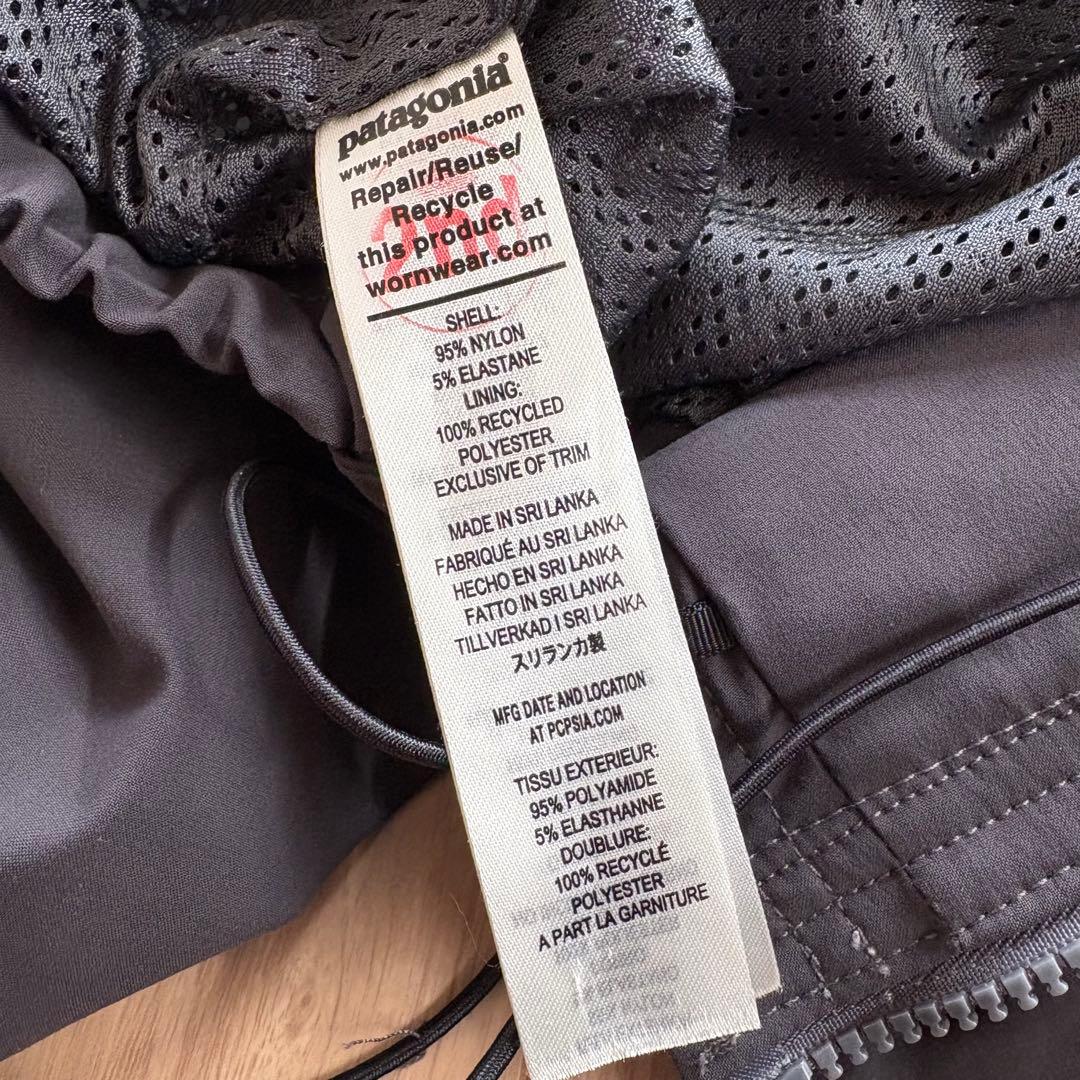 patagonia®
www.patagonia.com
Repair/Reuse/
Recycle
this product at
wornwear.com
2nd
SHELL:
95% NYLON
5% ELASTANE
LINING:
100% RECYCLED
POLYESTER
EXCLUSIVE OF TRIM
MADE IN SRI LANKA
FABRIQUÉ AU SRI LANKA
HECHO EN SRI LANKA
FATTO IN SRI LANKA
TILLVERKAD I SRI LANKA
スリランカ製
MFG DATE AND LOCATION
AT PCPSIA.COM
TISSU EXTERIEUR:
95% POLYAMIDE
5% ELASTHANNE
DOUBLURE:
100% RECYCLÉ
POLYESTER
A PART LA GARNITURE